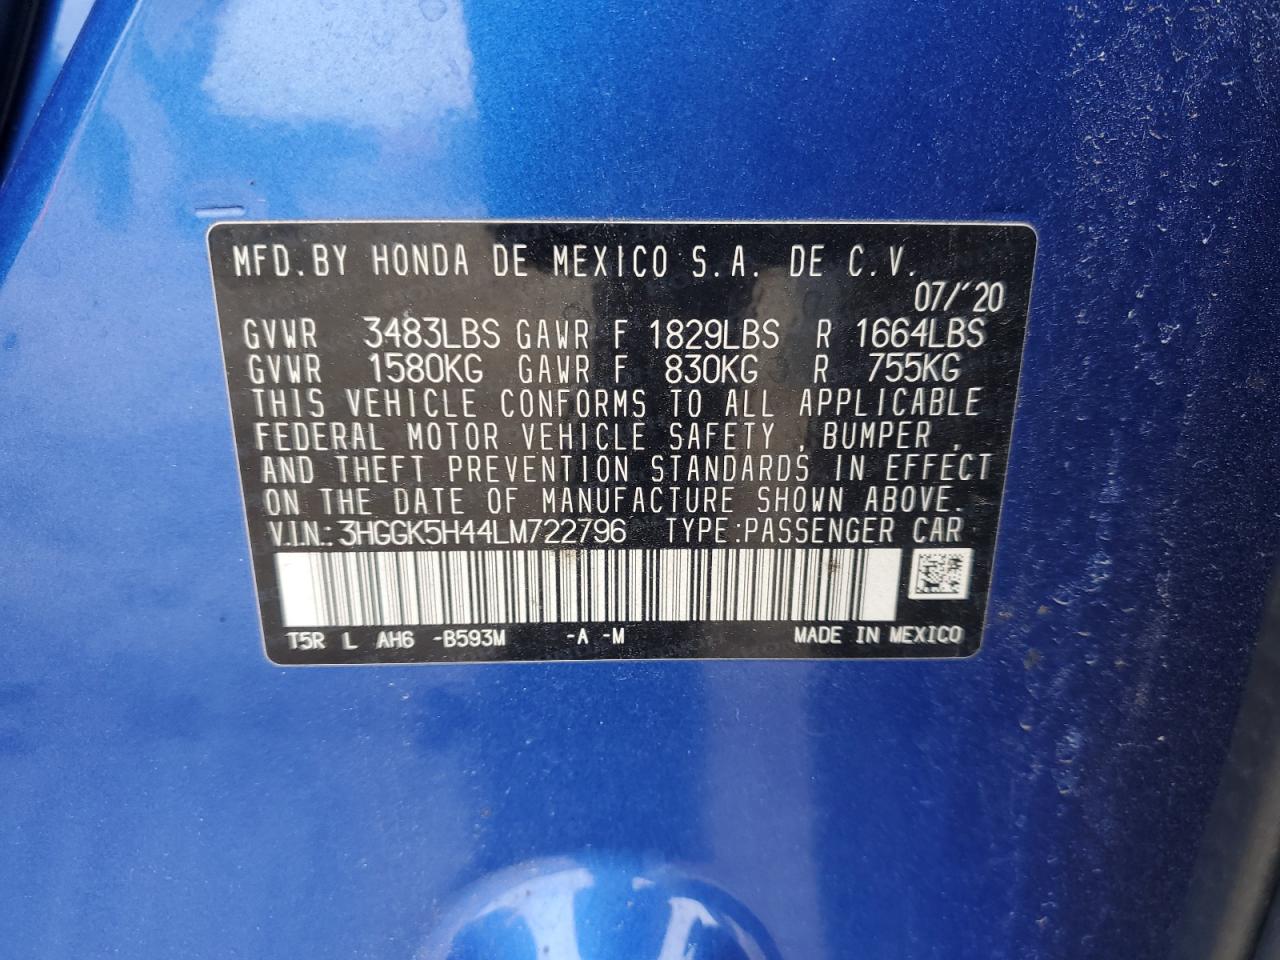 MFD. BY HONDA DE MEXICO S.A. DE C.V.
07/'20
GVWR 3483LBS GAWR F 1829LBS R 1664LBS
GVWR 1580KG GAWR F 830KG R 755KG
THIS VEHICLE CONFORMS TO ALL APPLICABLE
FEDERAL MOTOR VEHICLE SAFETY , BUMPER ,
AND THEFT PREVENTION STANDARDS IN EFFECT
ON THE DATE OF MANUFACTURE SHOWN ABOVE.
V.I.N.: 3HGGK5H44LM722796 TYPE:PASSENGER CAR
T5R L AH6 -B593M -A -M MADE IN MEXICO